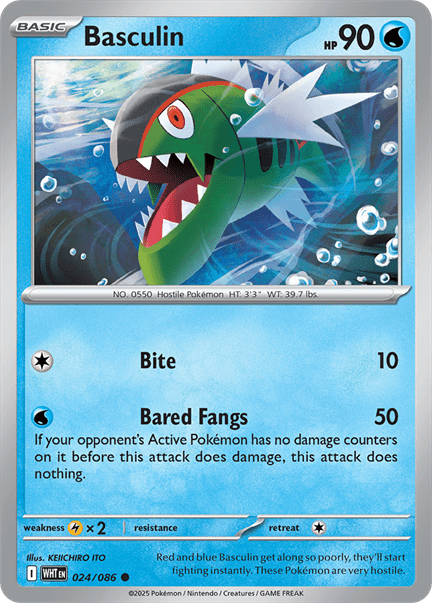 BASIC
Basculin
HP 90
NO. 0550 Hostile Pokémon HT: 3'3" WT: 39.7 lbs.
Bite 10
Bared Fangs 50
If your opponent's Active Pokémon has no damage counters
on it before this attack does damage, this attack does
nothing.
weakness ×2 resistance retreat
Illus. KEIICHIRO ITO
Red and blue Basculin get along so poorly, they'll start
fighting instantly. These Pokémon are very hostile.
I WHT EN 024/086
©2025 Pokémon / Nintendo / Creatures / GAME FREAK